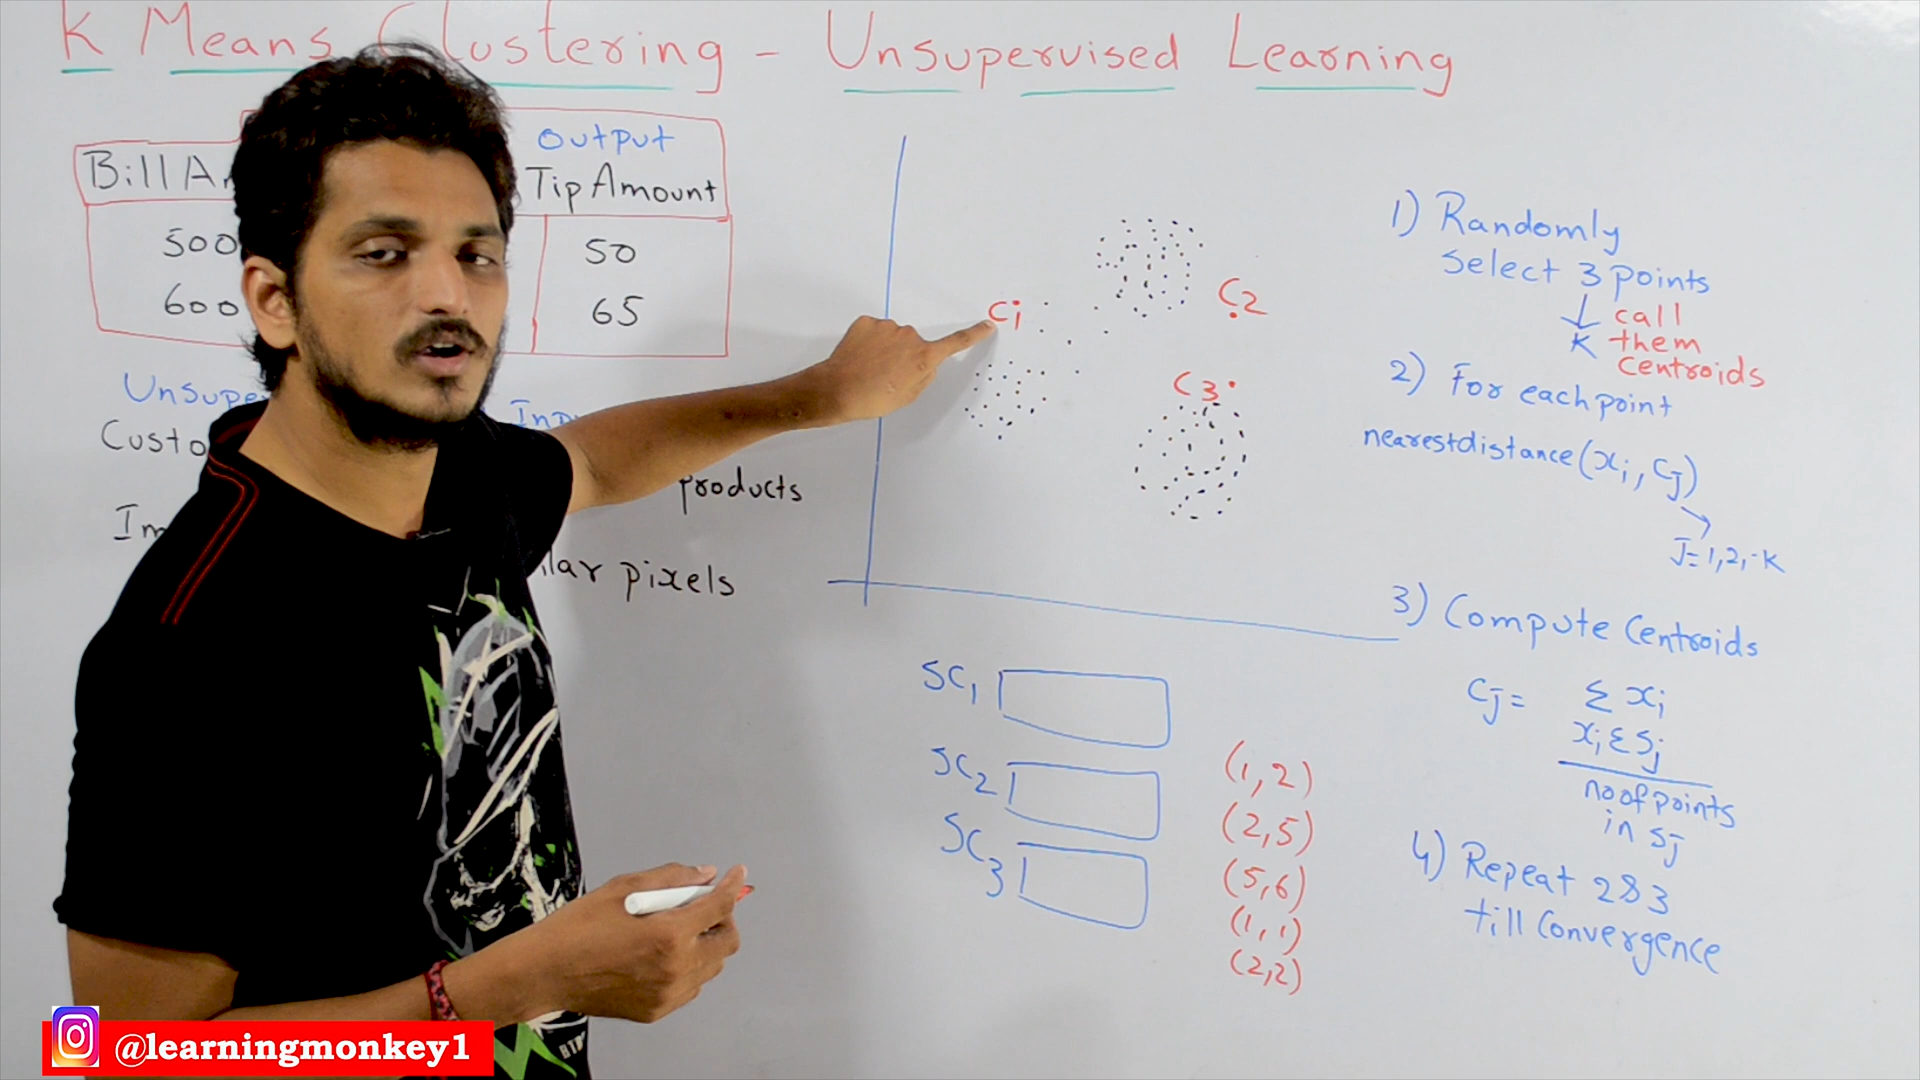 K Means Clustering - Unsupervised Learning
Output
Bill A
Tip Amount
500
50
600
65
Unsupe
Inp
Custo
products
Im
ilar pixels
C1
C2
C3
1) Randomly
select 3 points
K
call
them
centroids
2) For each point
nearestdistance(xi, cj)
J=1,2,-K
3) Compute Centroids
CJ= Σ xi
xi Σ Sj
no of points
in SJ
4) Repeat 2&3
till Convergence
SC1
SC2
SC3
(1,2)
(2,5)
(5,6)
(1,1)
(2,2)
@learningmonkey1